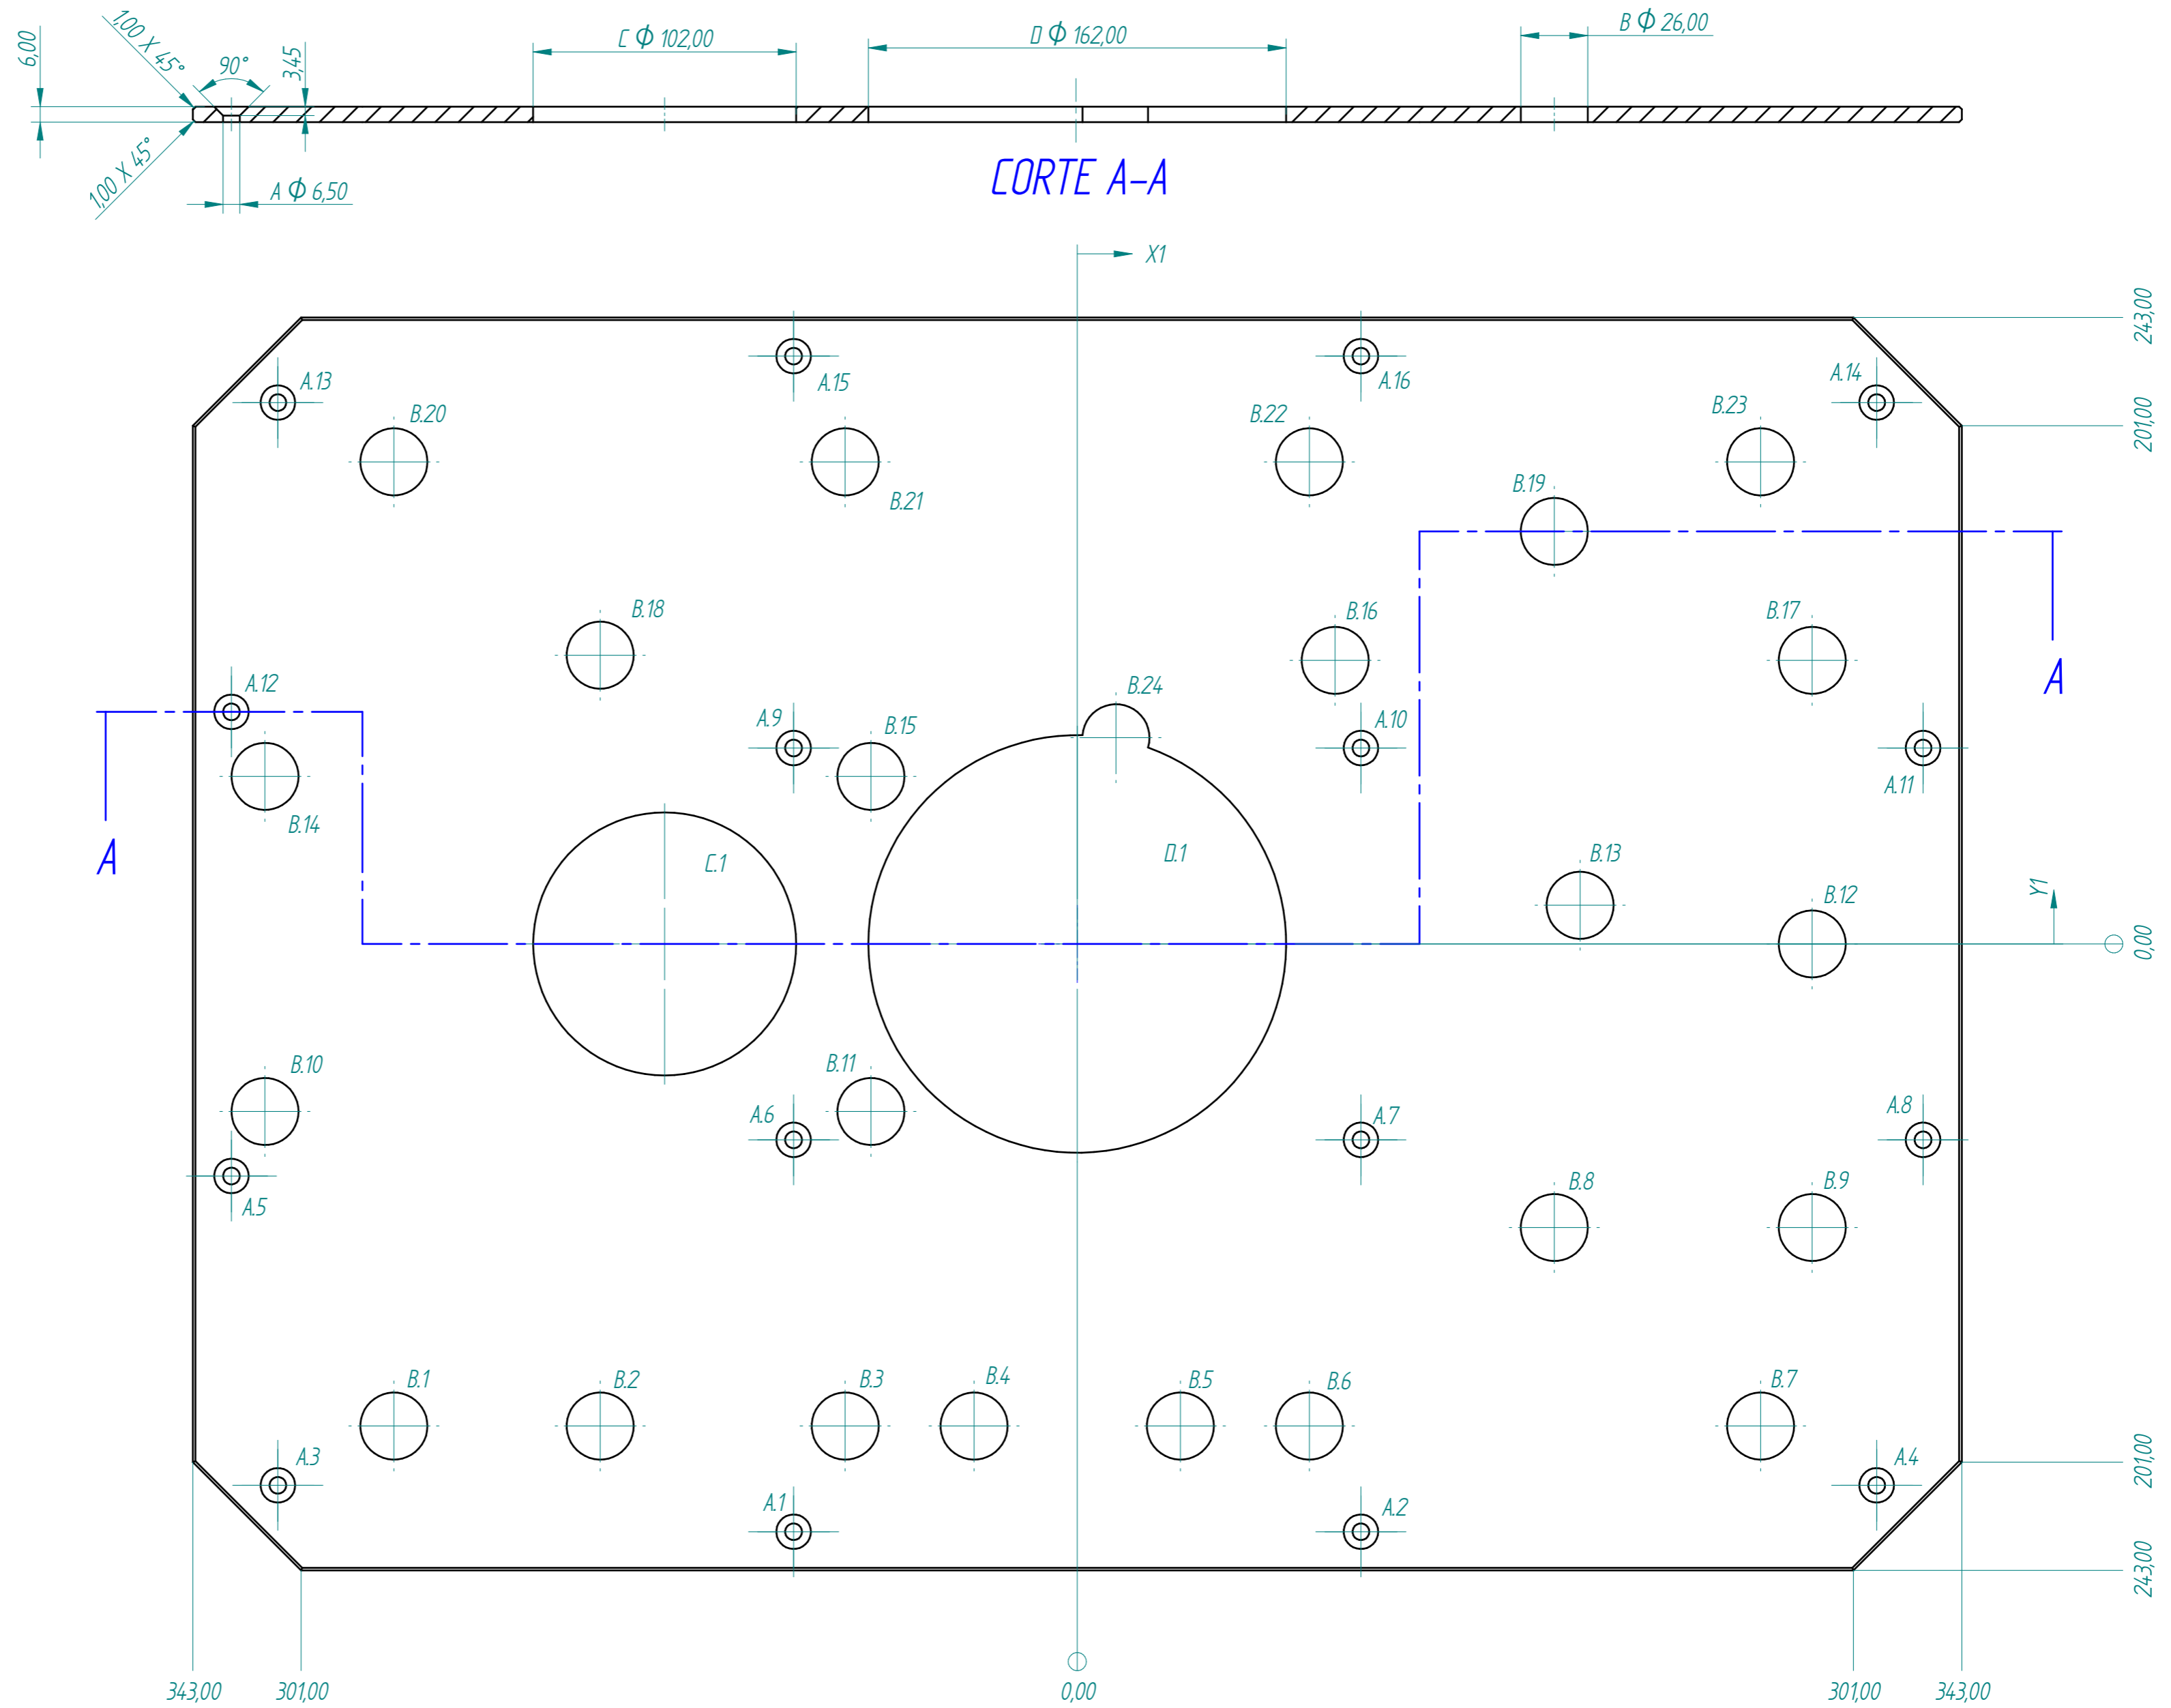 1,00 X 45°
6,00
90°
3,45
C Φ 102,00
D Φ 162,00
B Φ 26,00
1,00 X 45°
A Φ 6,50
CORTE A-A
X1
243,00
A.13
A.15
A.16
A.14
B.20
B.22
B.23
201,00
B.21
B.19
B.18
B.16
B.17
A.12
B.24
A
A.9
B.15
A.10
A.11
B.14
A
C.1
D.1
B.13
B.12
Y1
0,00
B.10
B.11
A.6
A.7
A.8
A.5
B.8
B.9
B.1
B.2
B.3
B.4
B.5
B.6
B.7
A.3
A.4
201,00
A.1
A.2
243,00
343,00
301,00
0,00
301,00
343,00